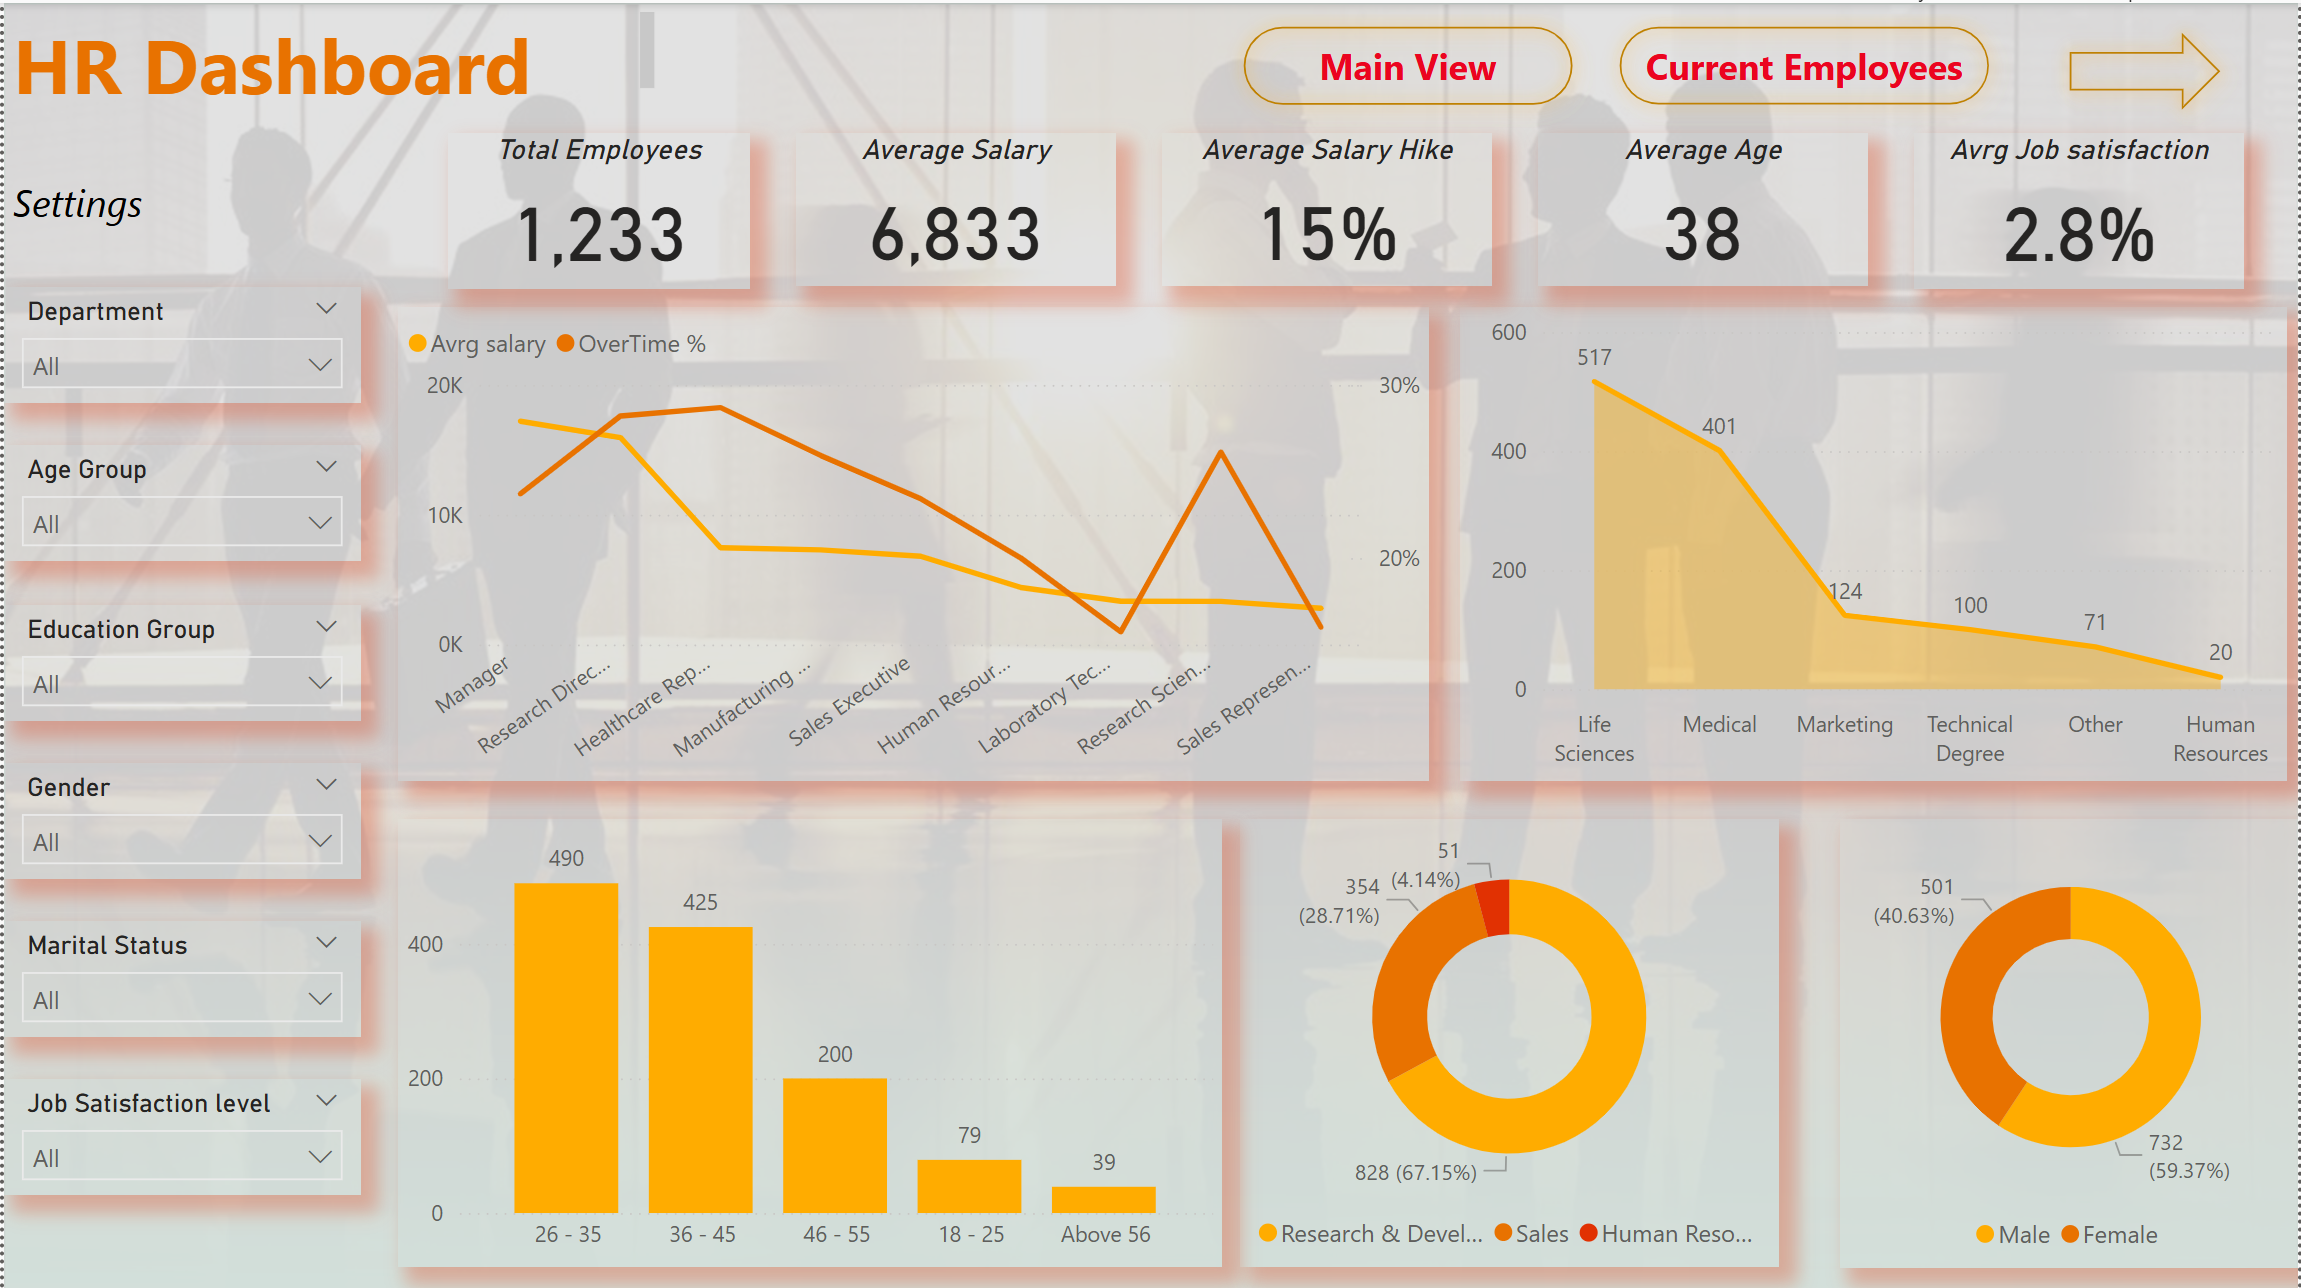 HR Dashboard
Main View
Current Employees
Settings
Total Employees
1,233
Average Salary
6,833
Average Salary Hike
15%
Average Age
38
Avrg Job satisfaction
2.8%
Department
All
Age Group
All
Education Group
All
Gender
All
Marital Status
All
Job Satisfaction level
All
Avrg salary OverTime %
20K
10K
0K
30%
20%
Manager
Research Direc...
Healthcare Rep...
Manufacturing ...
Sales Executive
Human Resour...
Laboratory Tec...
Research Scien...
Sales Represen...
600
400
200
0
517
401
124
100
71
20
Life
Sciences
Medical
Marketing
Technical
Degree
Other
Human
Resources
400
200
0
490
425
200
79
39
26 - 35
36 - 45
46 - 55
18 - 25
Above 56
51
(4.14%)
354
(28.71%)
828 (67.15%)
Research & Devel... Sales Human Reso...
501
(40.63%)
732
(59.37%)
Male Female